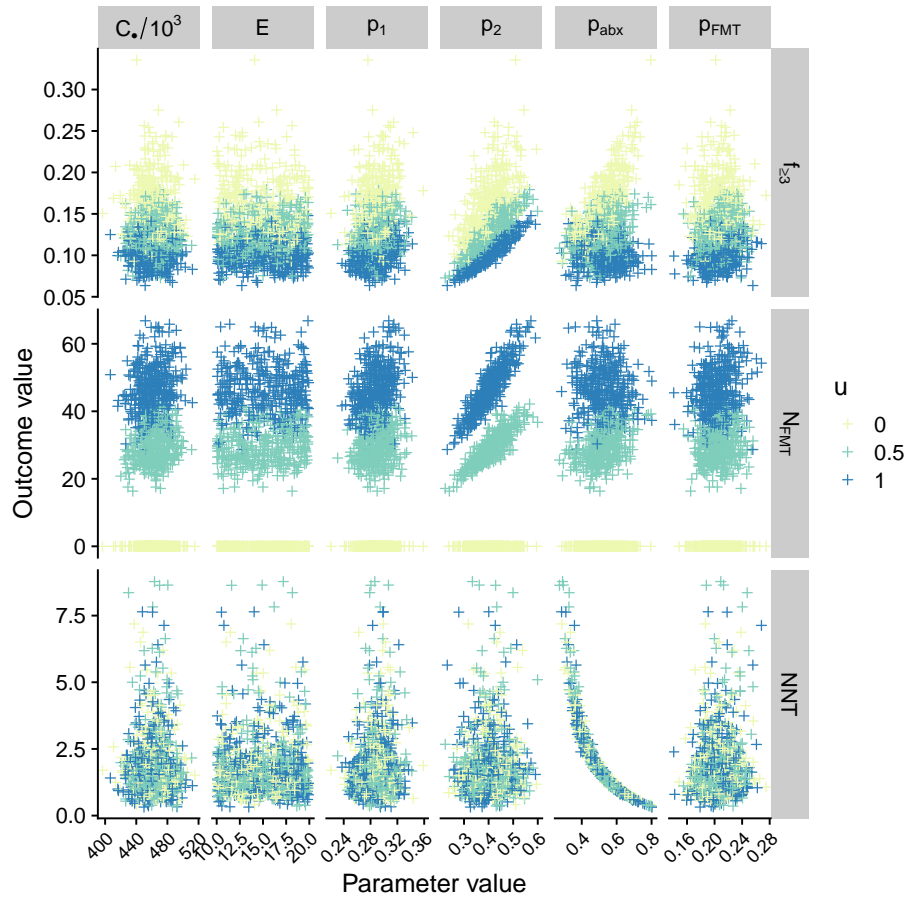 C•/10³ E p₁ p₂ pabx pFMT
0.30
0.25
0.20
0.15
0.10
0.05
f≥3
60
40
20
0
NFMT
7.5
5.0
2.5
0.0
NNT
Outcome value
400 440 480 520 10.0 12.5 15.0 17.5 20.0 0.24 0.28 0.32 0.36 0.3 0.4 0.5 0.6 0.4 0.6 0.8 0.16 0.20 0.24 0.28
Parameter value
u
0
0.5
1